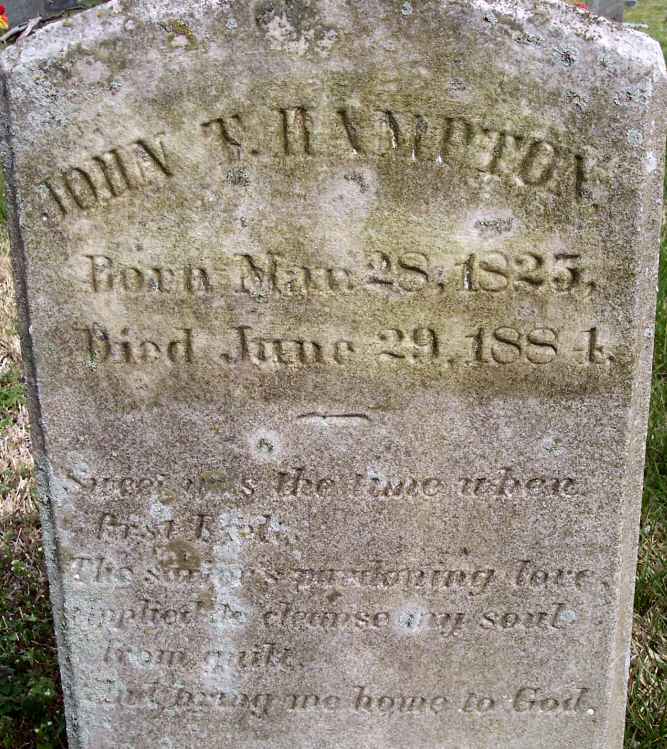 JOHN T. HAMPTON.
Born Mar. 28, 1825,
Died June 29, 1884.
Sweet was the time when
first I felt
The saviors pardoning love,
applied to cleanse my soul
from guilt.
And bring me home to God.